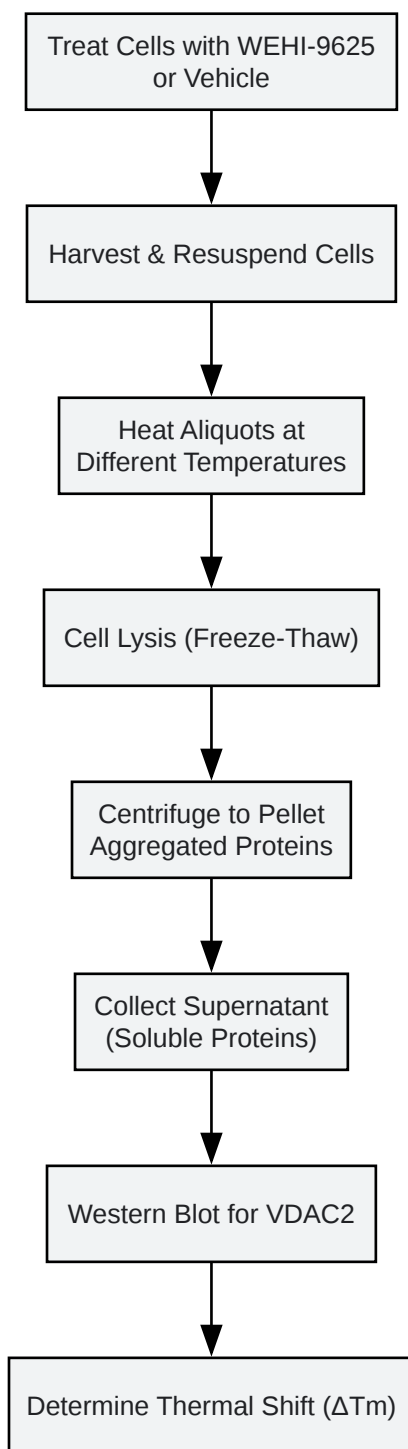 Treat Cells with WEHI-9625
or Vehicle
Harvest & Resuspend Cells
Heat Aliquots at
Different Temperatures
Cell Lysis (Freeze-Thaw)
Centrifuge to Pellet
Aggregated Proteins
Collect Supernatant
(Soluble Proteins)
Western Blot for VDAC2
Determine Thermal Shift (ΔTm)